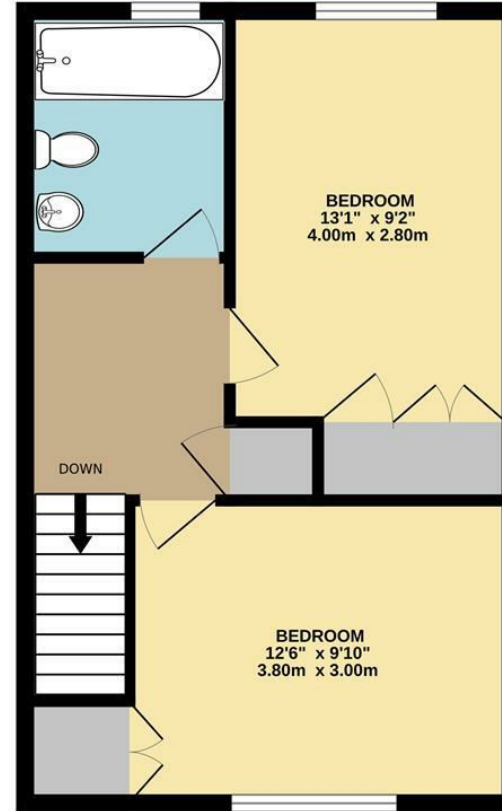 BEDROOM
13'1" x 9'2"
4.00m x 2.80m
DOWN
BEDROOM
12'6" x 9'10"
3.80m x 3.00m